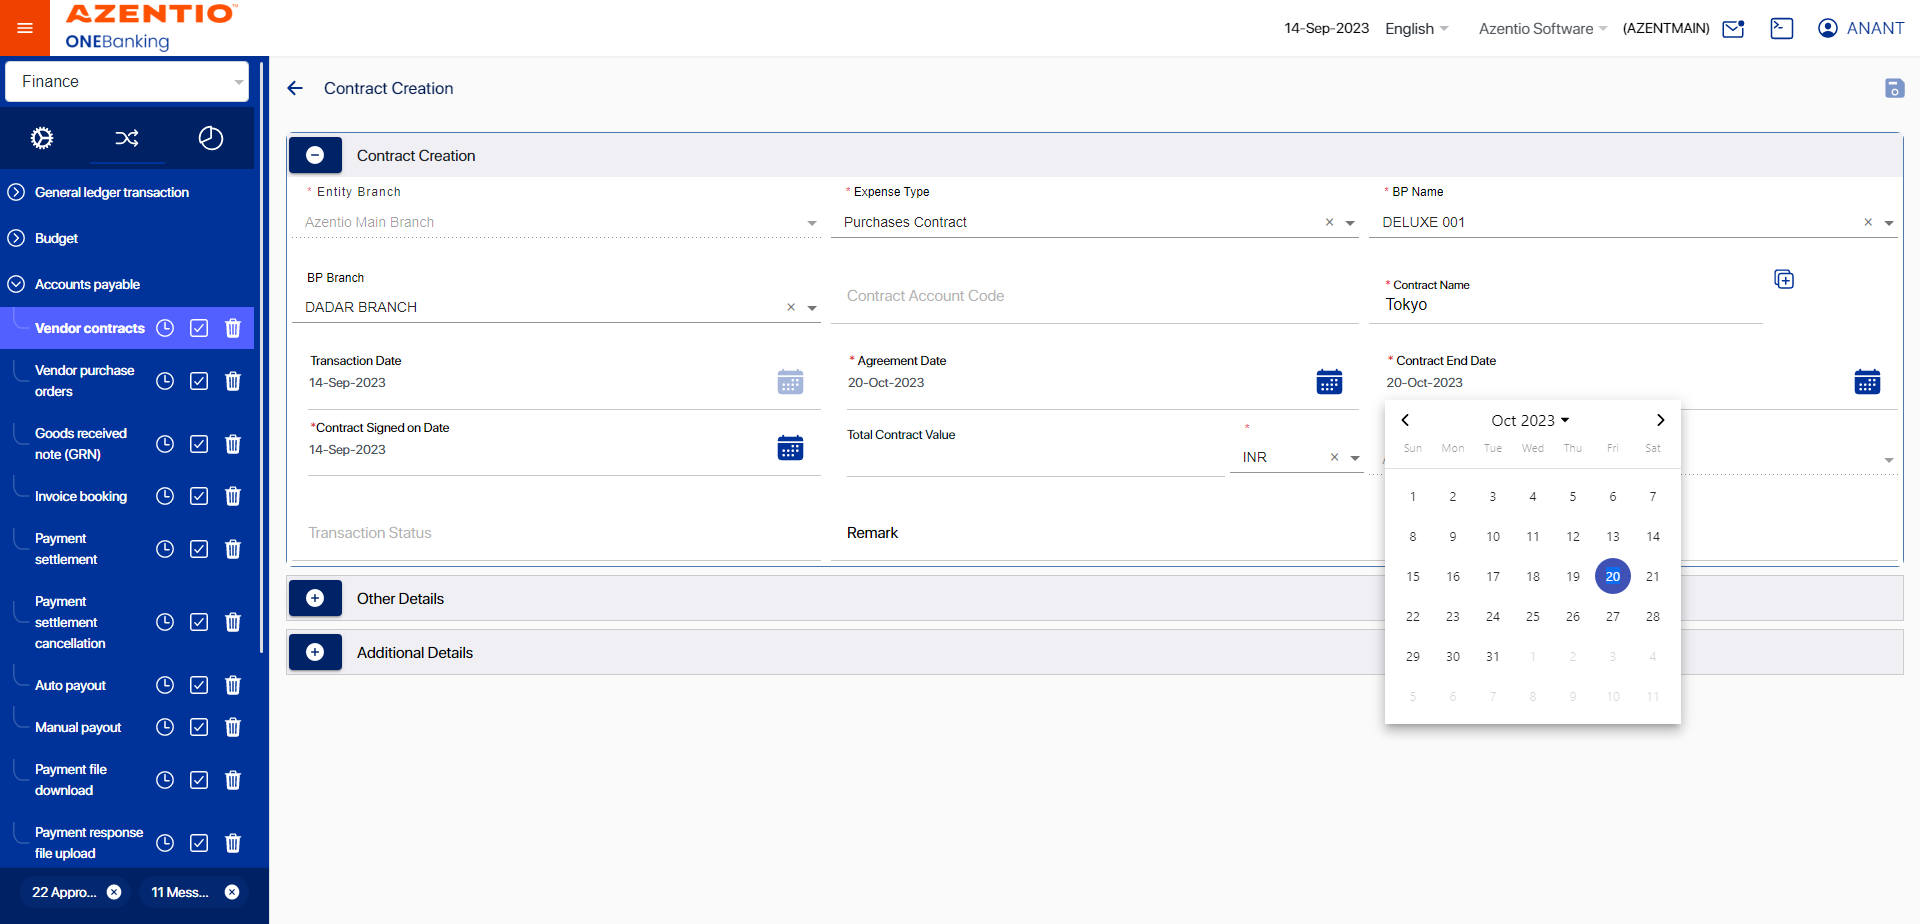 AZENTIO™
ONEBanking
14-Sep-2023 English Azentio Software (AZENTMAIN) ANANT
Finance
General ledger transaction
Budget
Accounts payable
Vendor contracts
Vendor purchase
orders
Goods received
note (GRN)
Invoice booking
Payment
settlement
Payment
settlement
cancellation
Auto payout
Manual payout
Payment file
download
Payment response
file upload
22 Appro... 11 Mess...
Contract Creation
Contract Creation
* Entity Branch
Azentio Main Branch
* Expense Type
Purchases Contract
* BP Name
DELUXE 001
BP Branch
DADAR BRANCH
Contract Account Code
* Contract Name
Tokyo
Transaction Date
14-Sep-2023
* Agreement Date
20-Oct-2023
* Contract End Date
20-Oct-2023
*Contract Signed on Date
14-Sep-2023
Total Contract Value
*
INR
Transaction Status
Remark
Oct 2023
Sun Mon Tue Wed Thu Fri Sat
1 2 3 4 5 6 7
8 9 10 11 12 13 14
15 16 17 18 19 20 21
22 23 24 25 26 27 28
29 30 31 1 2 3 4
5 6 7 8 9 10 11
Other Details
Additional Details